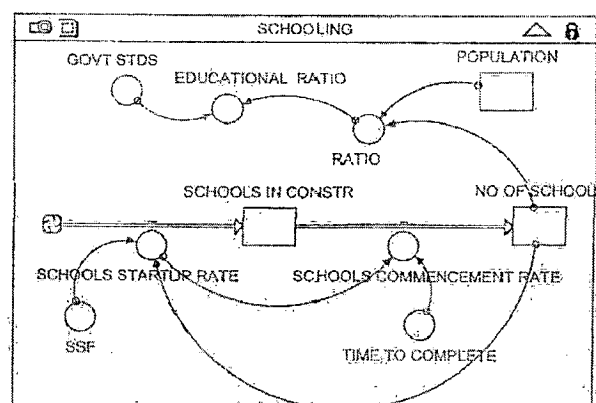 SCHOOLING
GOVT STDS
EDUCATIONAL RATIO
POPULATION
RATIO
SCHOOLS IN CONSTR
NO OF SCHOOL
SCHOOLS STARTUP RATE
SCHOOLS COMMENCEMENT RATE
SSF
TIME TO COMPLETE